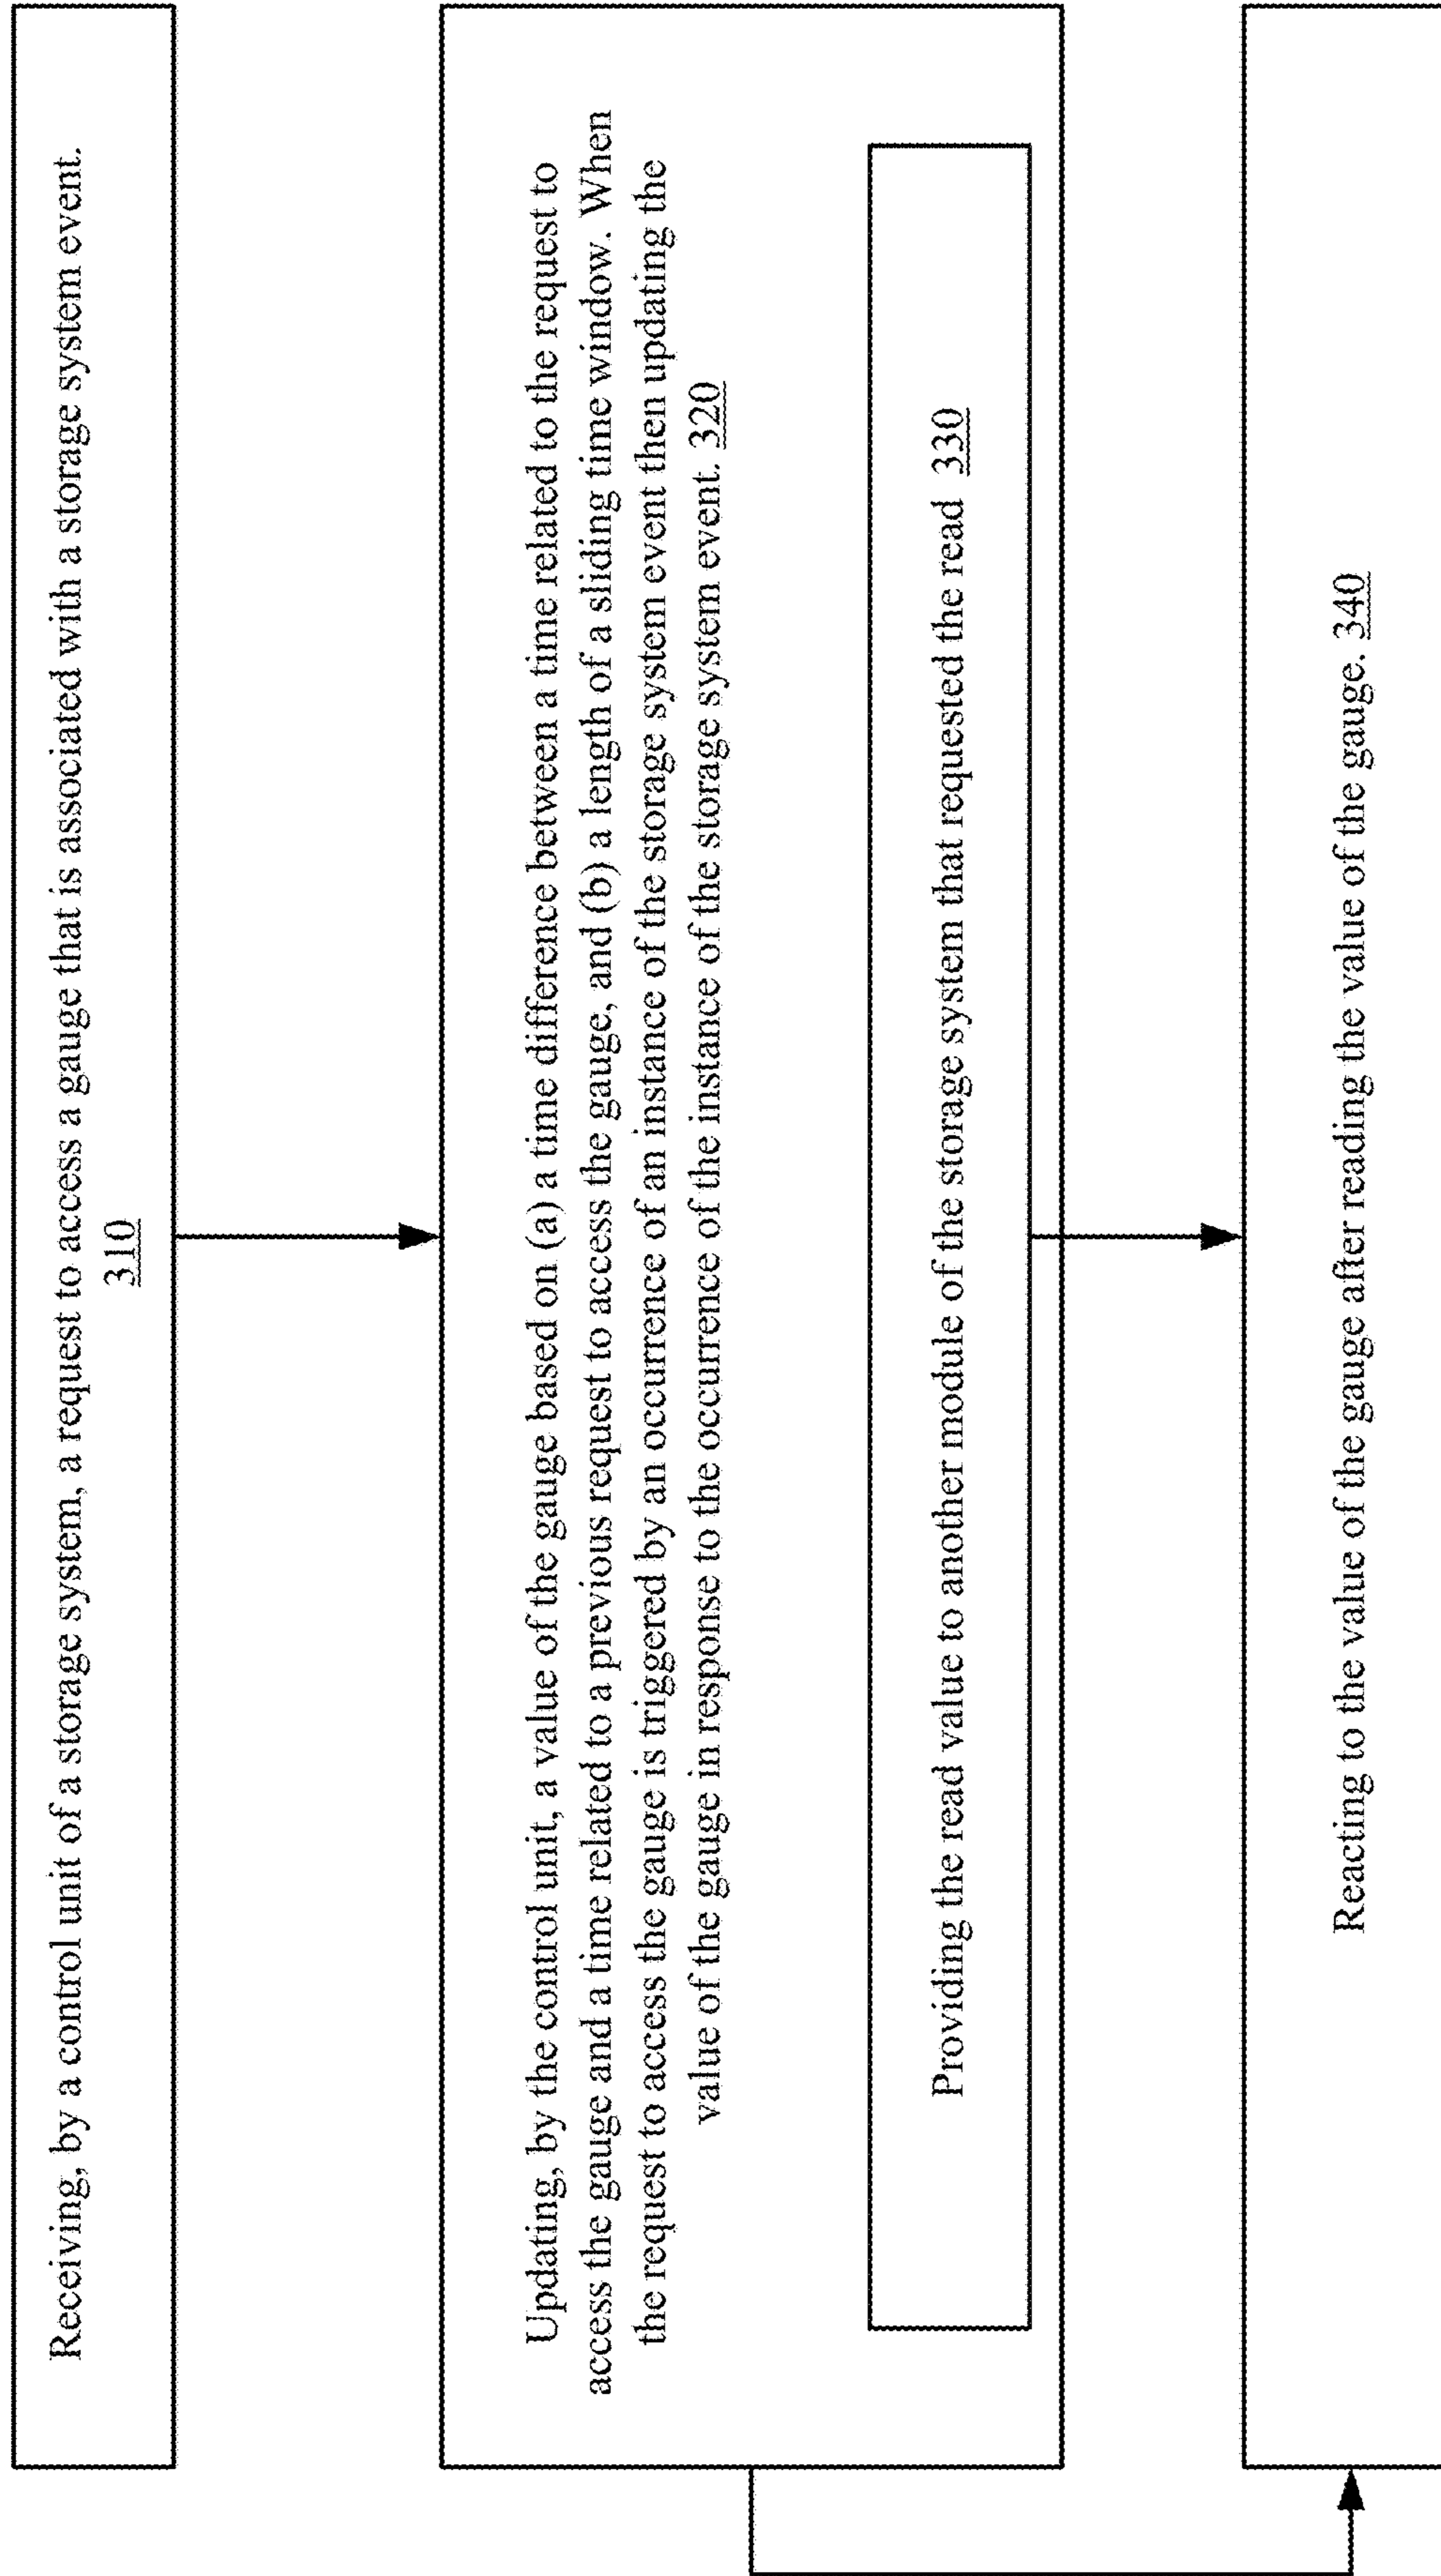 Receiving, by a control unit of a storage system, a request to access a gauge that is associated with a storage system event.
310
Updating, by the control unit, a value of the gauge based on (a) a time difference between a time related to the request to
access the gauge and a time related to a previous request to access the gauge, and (b) a length of a sliding time window. When
the request to access the gauge is triggered by an occurrence of an instance of the storage system event then updating the
value of the gauge in response to the occurrence of the instance of the storage system event. 320
Providing the read value to another module of the storage system that requested the read 330
Reacting to the value of the gauge after reading the value of the gauge. 340